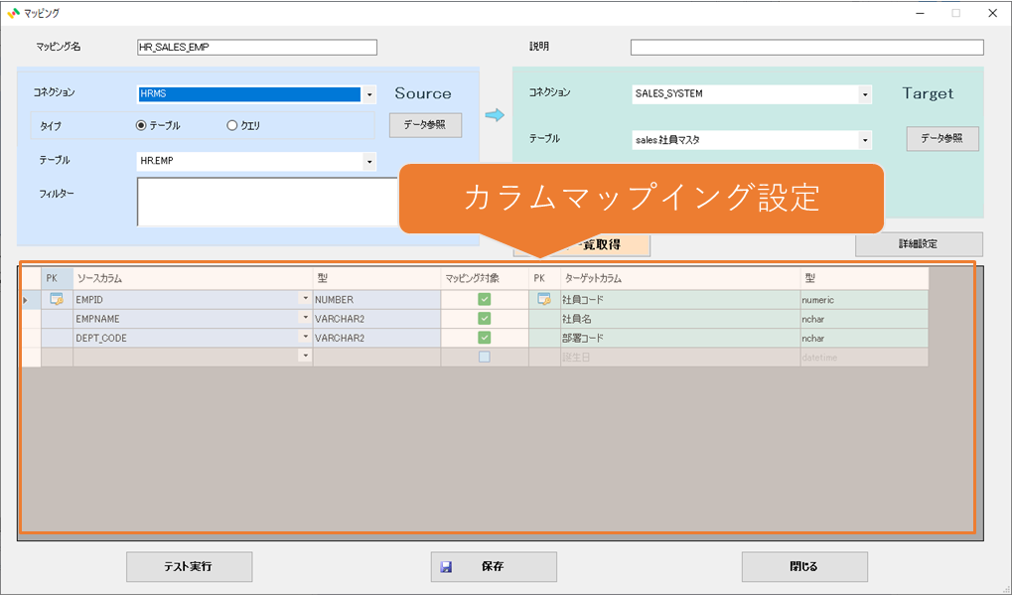 マッピング
マッピング名 HR_SALES_EMP 説明
コネクション HRMS Source コネクション SALES_SYSTEM Target
タイプ テーブル クエリ データ参照
テーブル sales.社員マスタ データ参照
テーブル HR.EMP
フィルター
カラムマップイング設定
一覧取得 詳細設定
PK ソースカラム 型 マッピング対象 PK ターゲットカラム 型
EMPID NUMBER 社員コード numeric
EMPNAME VARCHAR2 社員名 nchar
DEPT_CODE VARCHAR2 部署コード nchar
誕生日 datetime
テスト実行 保存 閉じる